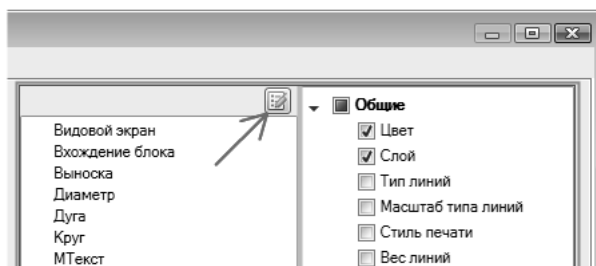 Видовой экран
Вхождение блока
Выноска
Диаметр
Дуга
Круг
МТекст
Общие
Цвет
Слой
Тип линий
Масштаб типа линий
Стиль печати
Вес линий